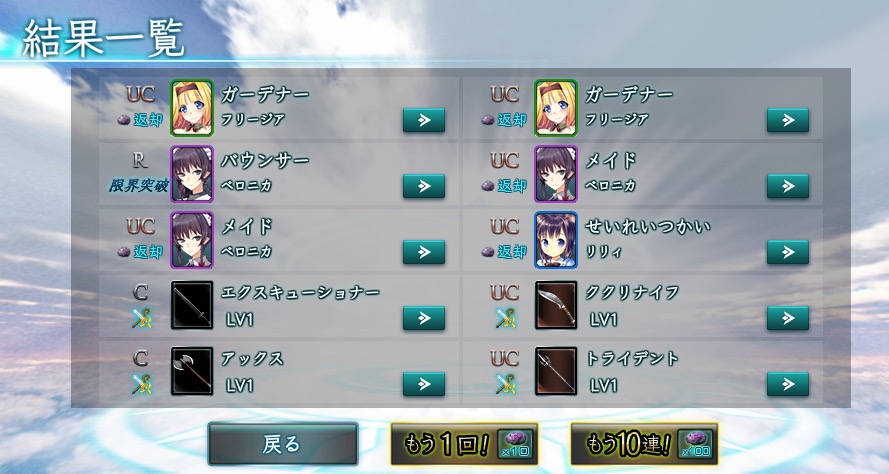 結果一覧
UC ガーデナー
返却 フリージア
UC ガーデナー
返却 フリージア
R バウンサー
限界突破 ベロニカ
UC メイド
返却 ベロニカ
UC メイド
返却 ベロニカ
UC せいれいつかい
返却 リリィ
C エクスキューショナー
LV1
UC ククリナイフ
LV1
C アックス
LV1
UC トライデント
LV1
戻る
もう1回!
×1回
もう10連!
×100